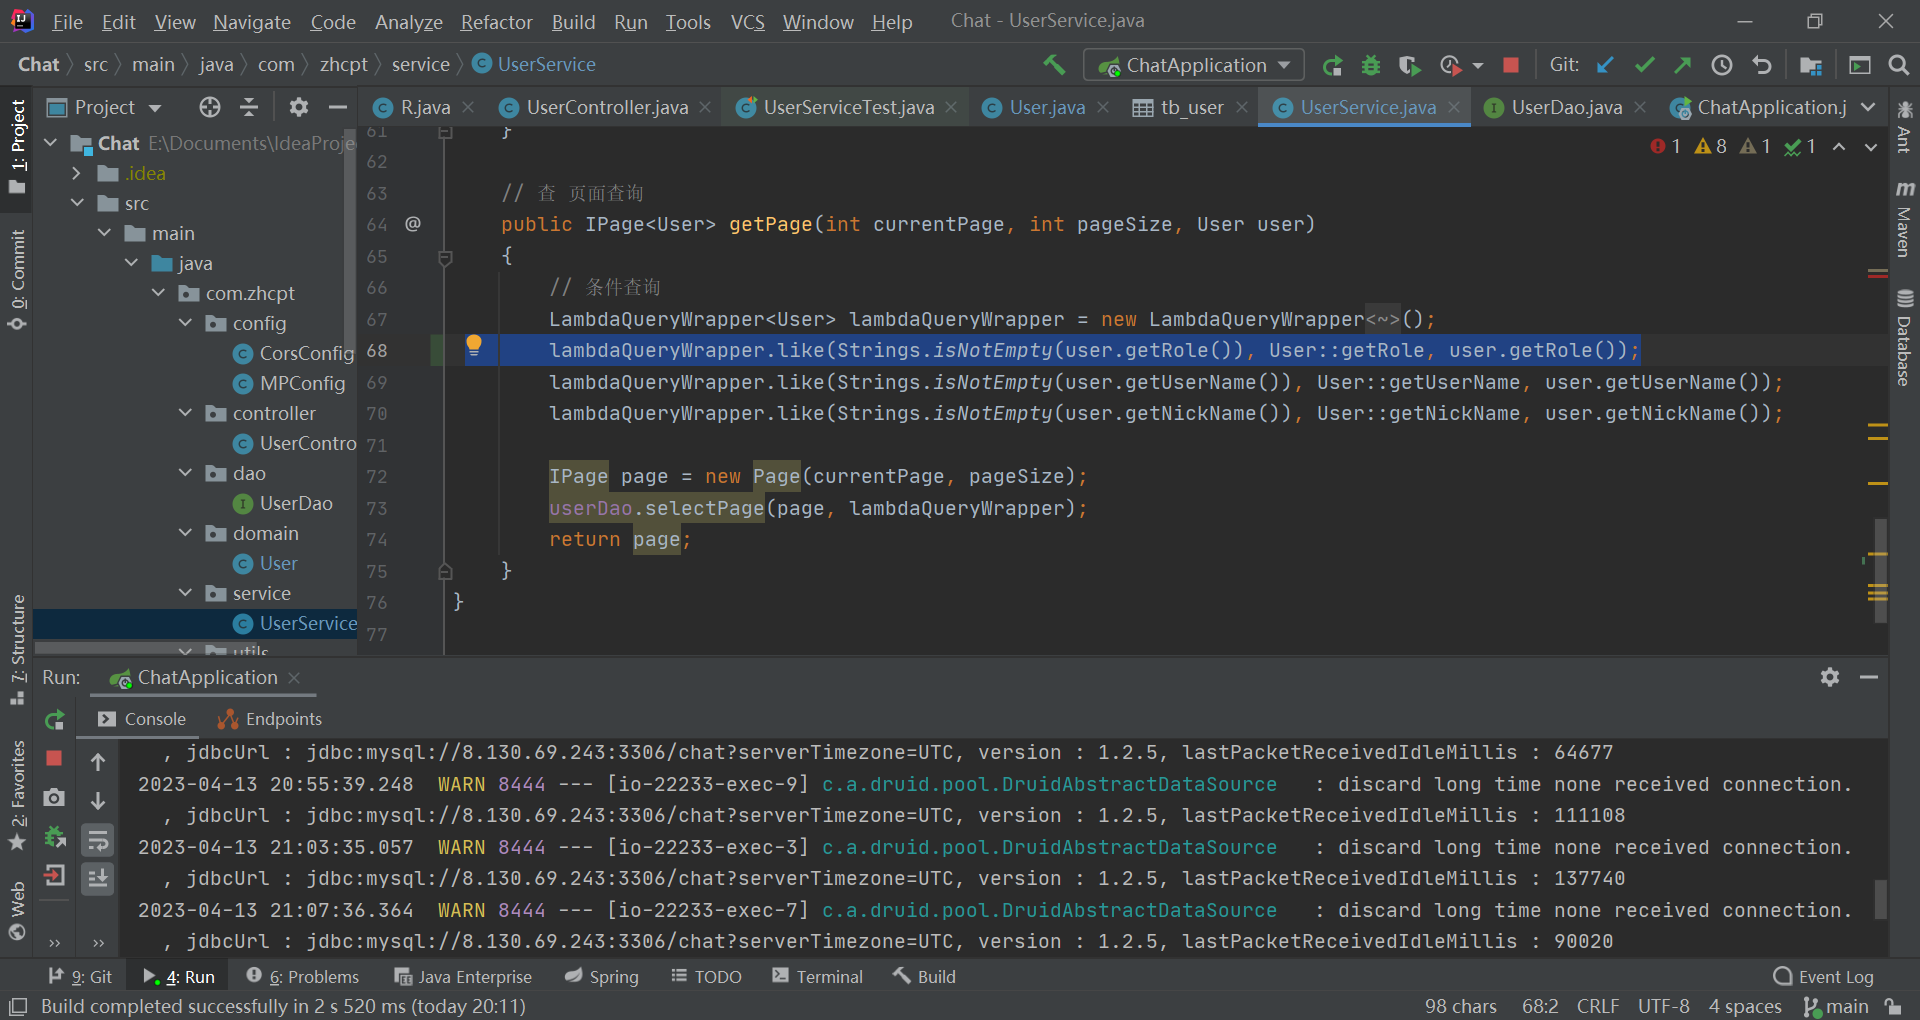 File Edit View Navigate Code Analyze Refactor Build Run Tools VCS Window Help Chat - UserService.java
Chat src main java com zhcpt service UserService ChatApplication Git:
1: Project
0: Commit
7: Structure
2: Favorites
Web
Project
Chat E:\Documents\IdeaProje
.idea
src
main
java
com.zhcpt
config
CorsConfig
MPConfig
controller
UserContro
dao
UserDao
domain
User
service
UserService
utils
R.java UserController.java UserServiceTest.java User.java tb_user UserService.java UserDao.java ChatApplication.j
1 8 1 1
61 }
62
63 // 查 页面查询
64 @ public IPage<User> getPage(int currentPage, int pageSize, User user)
65 {
66 // 条件查询
67 LambdaQueryWrapper<User> lambdaQueryWrapper = new LambdaQueryWrapper<~>();
68 lambdaQueryWrapper.like(Strings.isNotEmpty(user.getRole()), User::getRole, user.getRole());
69 lambdaQueryWrapper.like(Strings.isNotEmpty(user.getUserName()), User::getUserName, user.getUserName());
70 lambdaQueryWrapper.like(Strings.isNotEmpty(user.getNickName()), User::getNickName, user.getNickName());
71
72 IPage page = new Page(currentPage, pageSize);
73 userDao.selectPage(page, lambdaQueryWrapper);
74 return page;
75 }
76 }
77
Ant
Maven
Database
Run: ChatApplication
Console Endpoints
, jdbcUrl : jdbc:mysql://8.130.69.243:3306/chat?serverTimezone=UTC, version : 1.2.5, lastPacketReceivedIdleMillis : 64677
2023-04-13 20:55:39.248 WARN 8444 --- [io-22233-exec-9] c.a.druid.pool.DruidAbstractDataSource : discard long time none received connection.
, jdbcUrl : jdbc:mysql://8.130.69.243:3306/chat?serverTimezone=UTC, version : 1.2.5, lastPacketReceivedIdleMillis : 111108
2023-04-13 21:03:35.057 WARN 8444 --- [io-22233-exec-3] c.a.druid.pool.DruidAbstractDataSource : discard long time none received connection.
, jdbcUrl : jdbc:mysql://8.130.69.243:3306/chat?serverTimezone=UTC, version : 1.2.5, lastPacketReceivedIdleMillis : 137740
2023-04-13 21:07:36.364 WARN 8444 --- [io-22233-exec-7] c.a.druid.pool.DruidAbstractDataSource : discard long time none received connection.
, jdbcUrl : jdbc:mysql://8.130.69.243:3306/chat?serverTimezone=UTC, version : 1.2.5, lastPacketReceivedIdleMillis : 90020
9: Git 4: Run 6: Problems Java Enterprise Spring TODO Terminal Build Event Log
Build completed successfully in 2 s 520 ms (today 20:11) 98 chars 68:2 CRLF UTF-8 4 spaces main